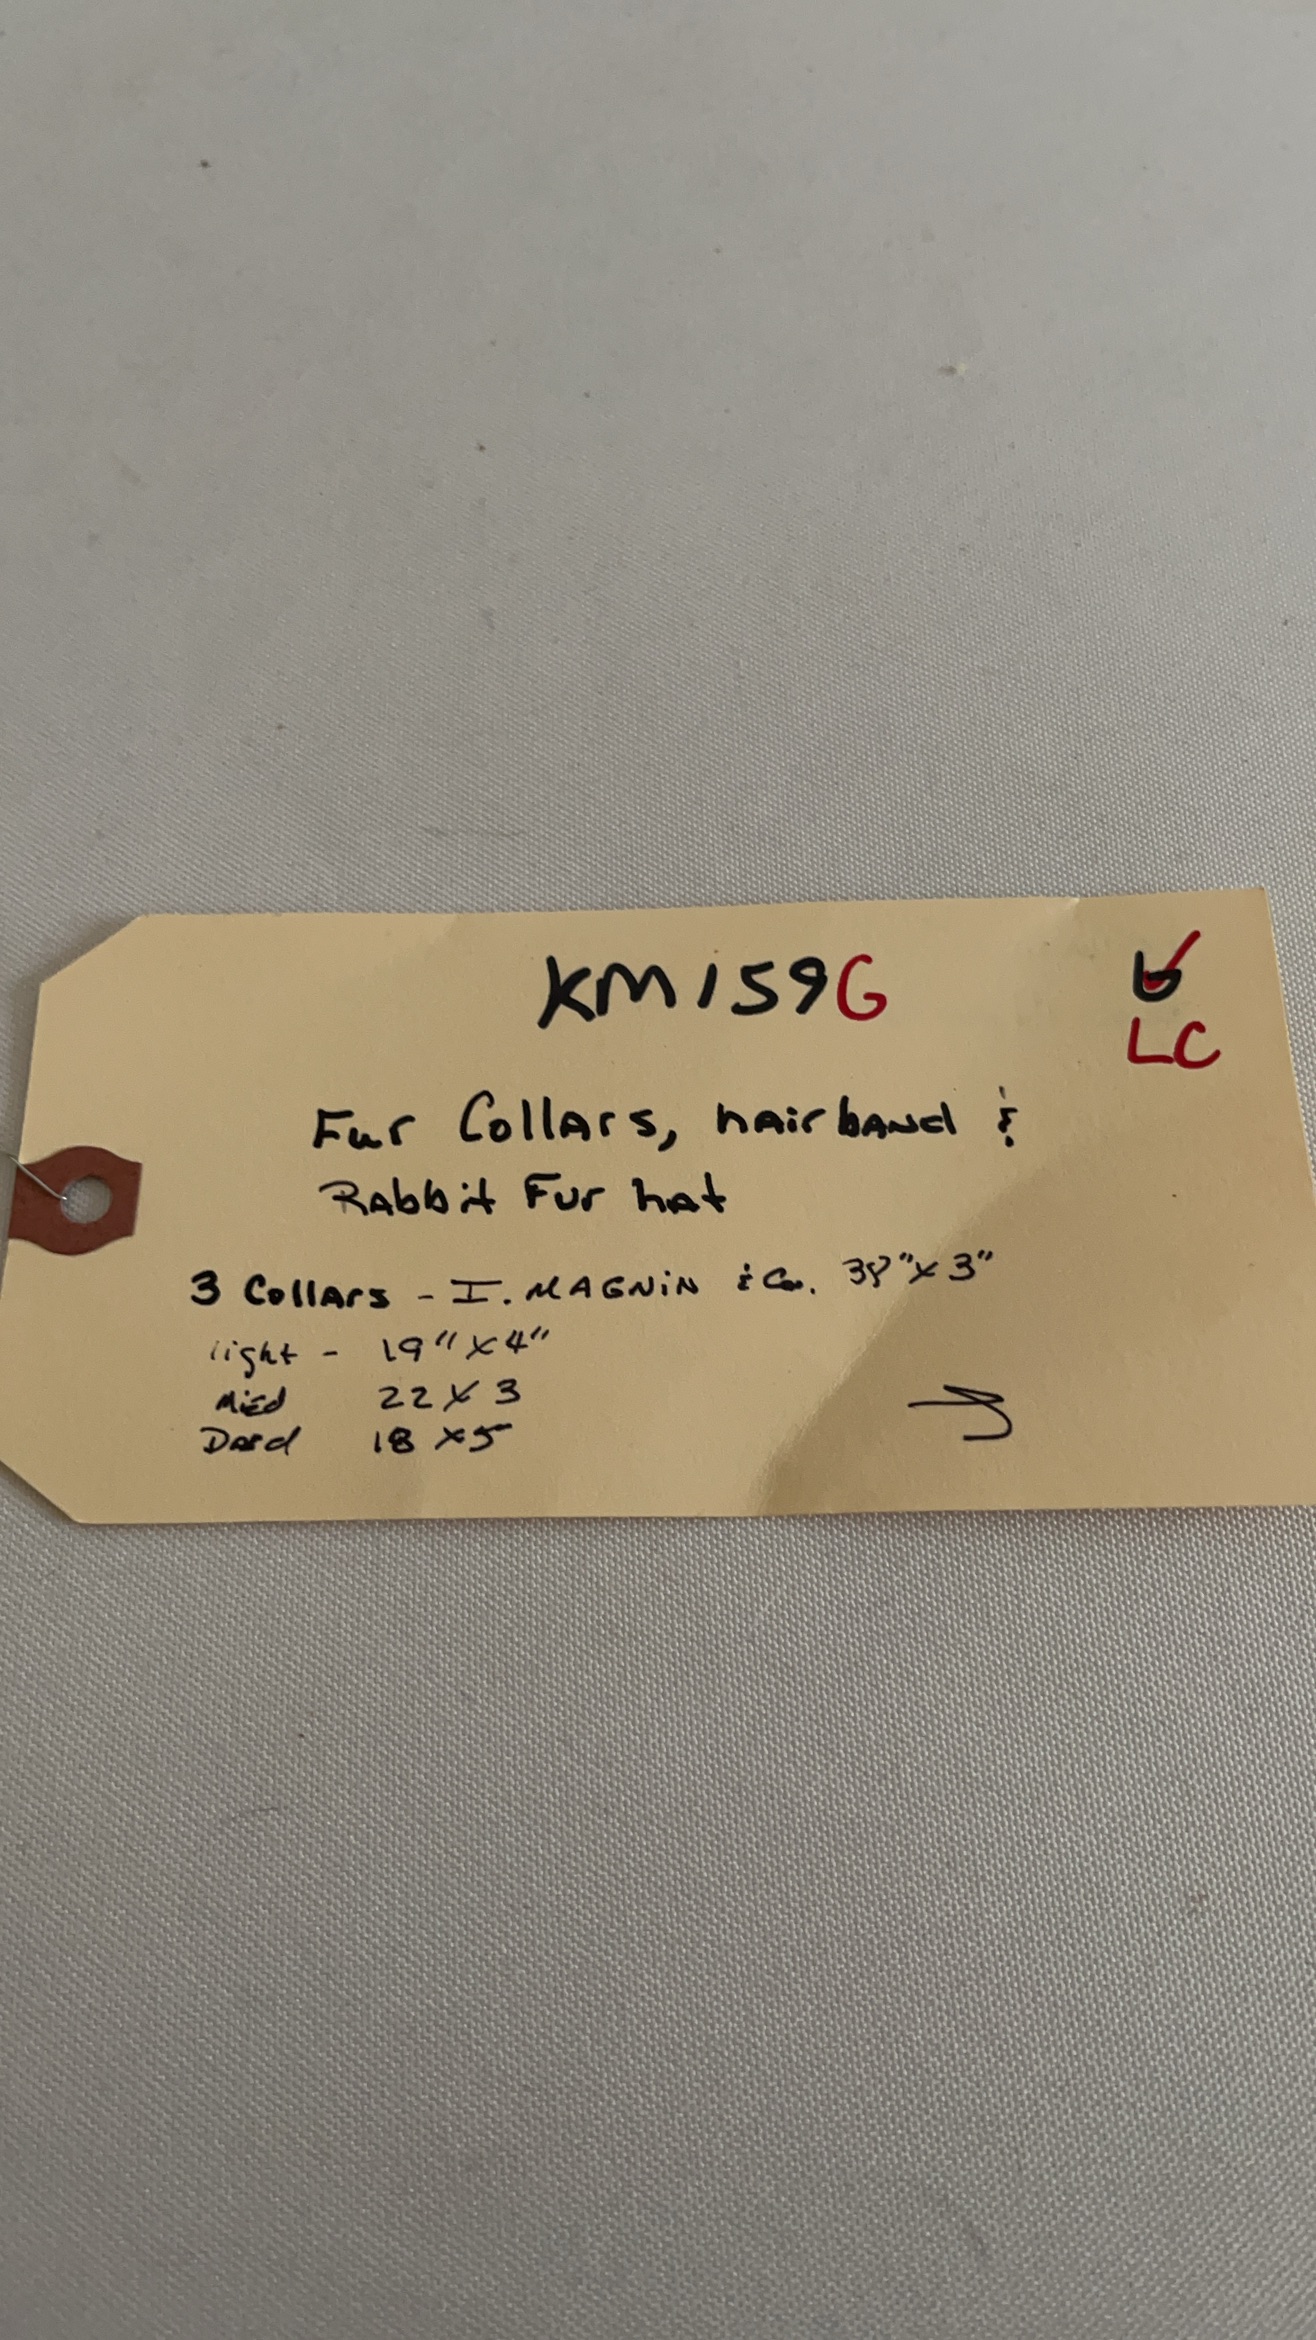 KM159G
LC
Fur Collars, hairband &
Rabbit Fur hat
3 Collars - I. MAGNiN & Co. 38"x 3"
light - 19" x 4"
MiEd 22 x 3
Dard 18 x 5